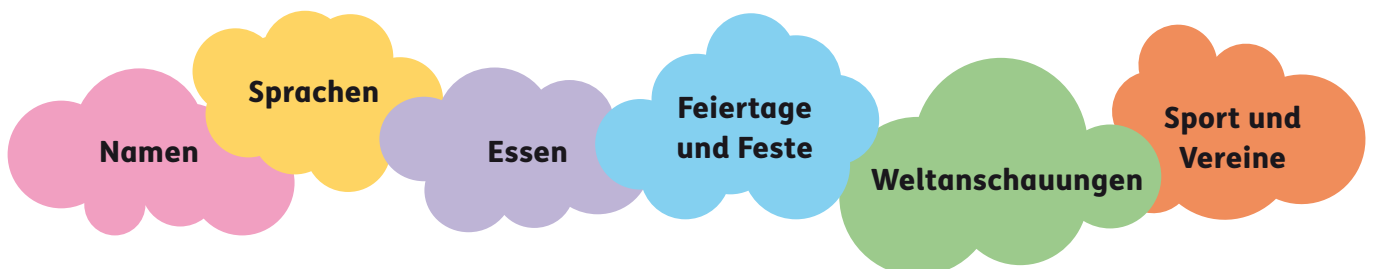 Namen
Sprachen
Essen
Feiertage
und Feste
Weltanschauungen
Sport und
Vereine